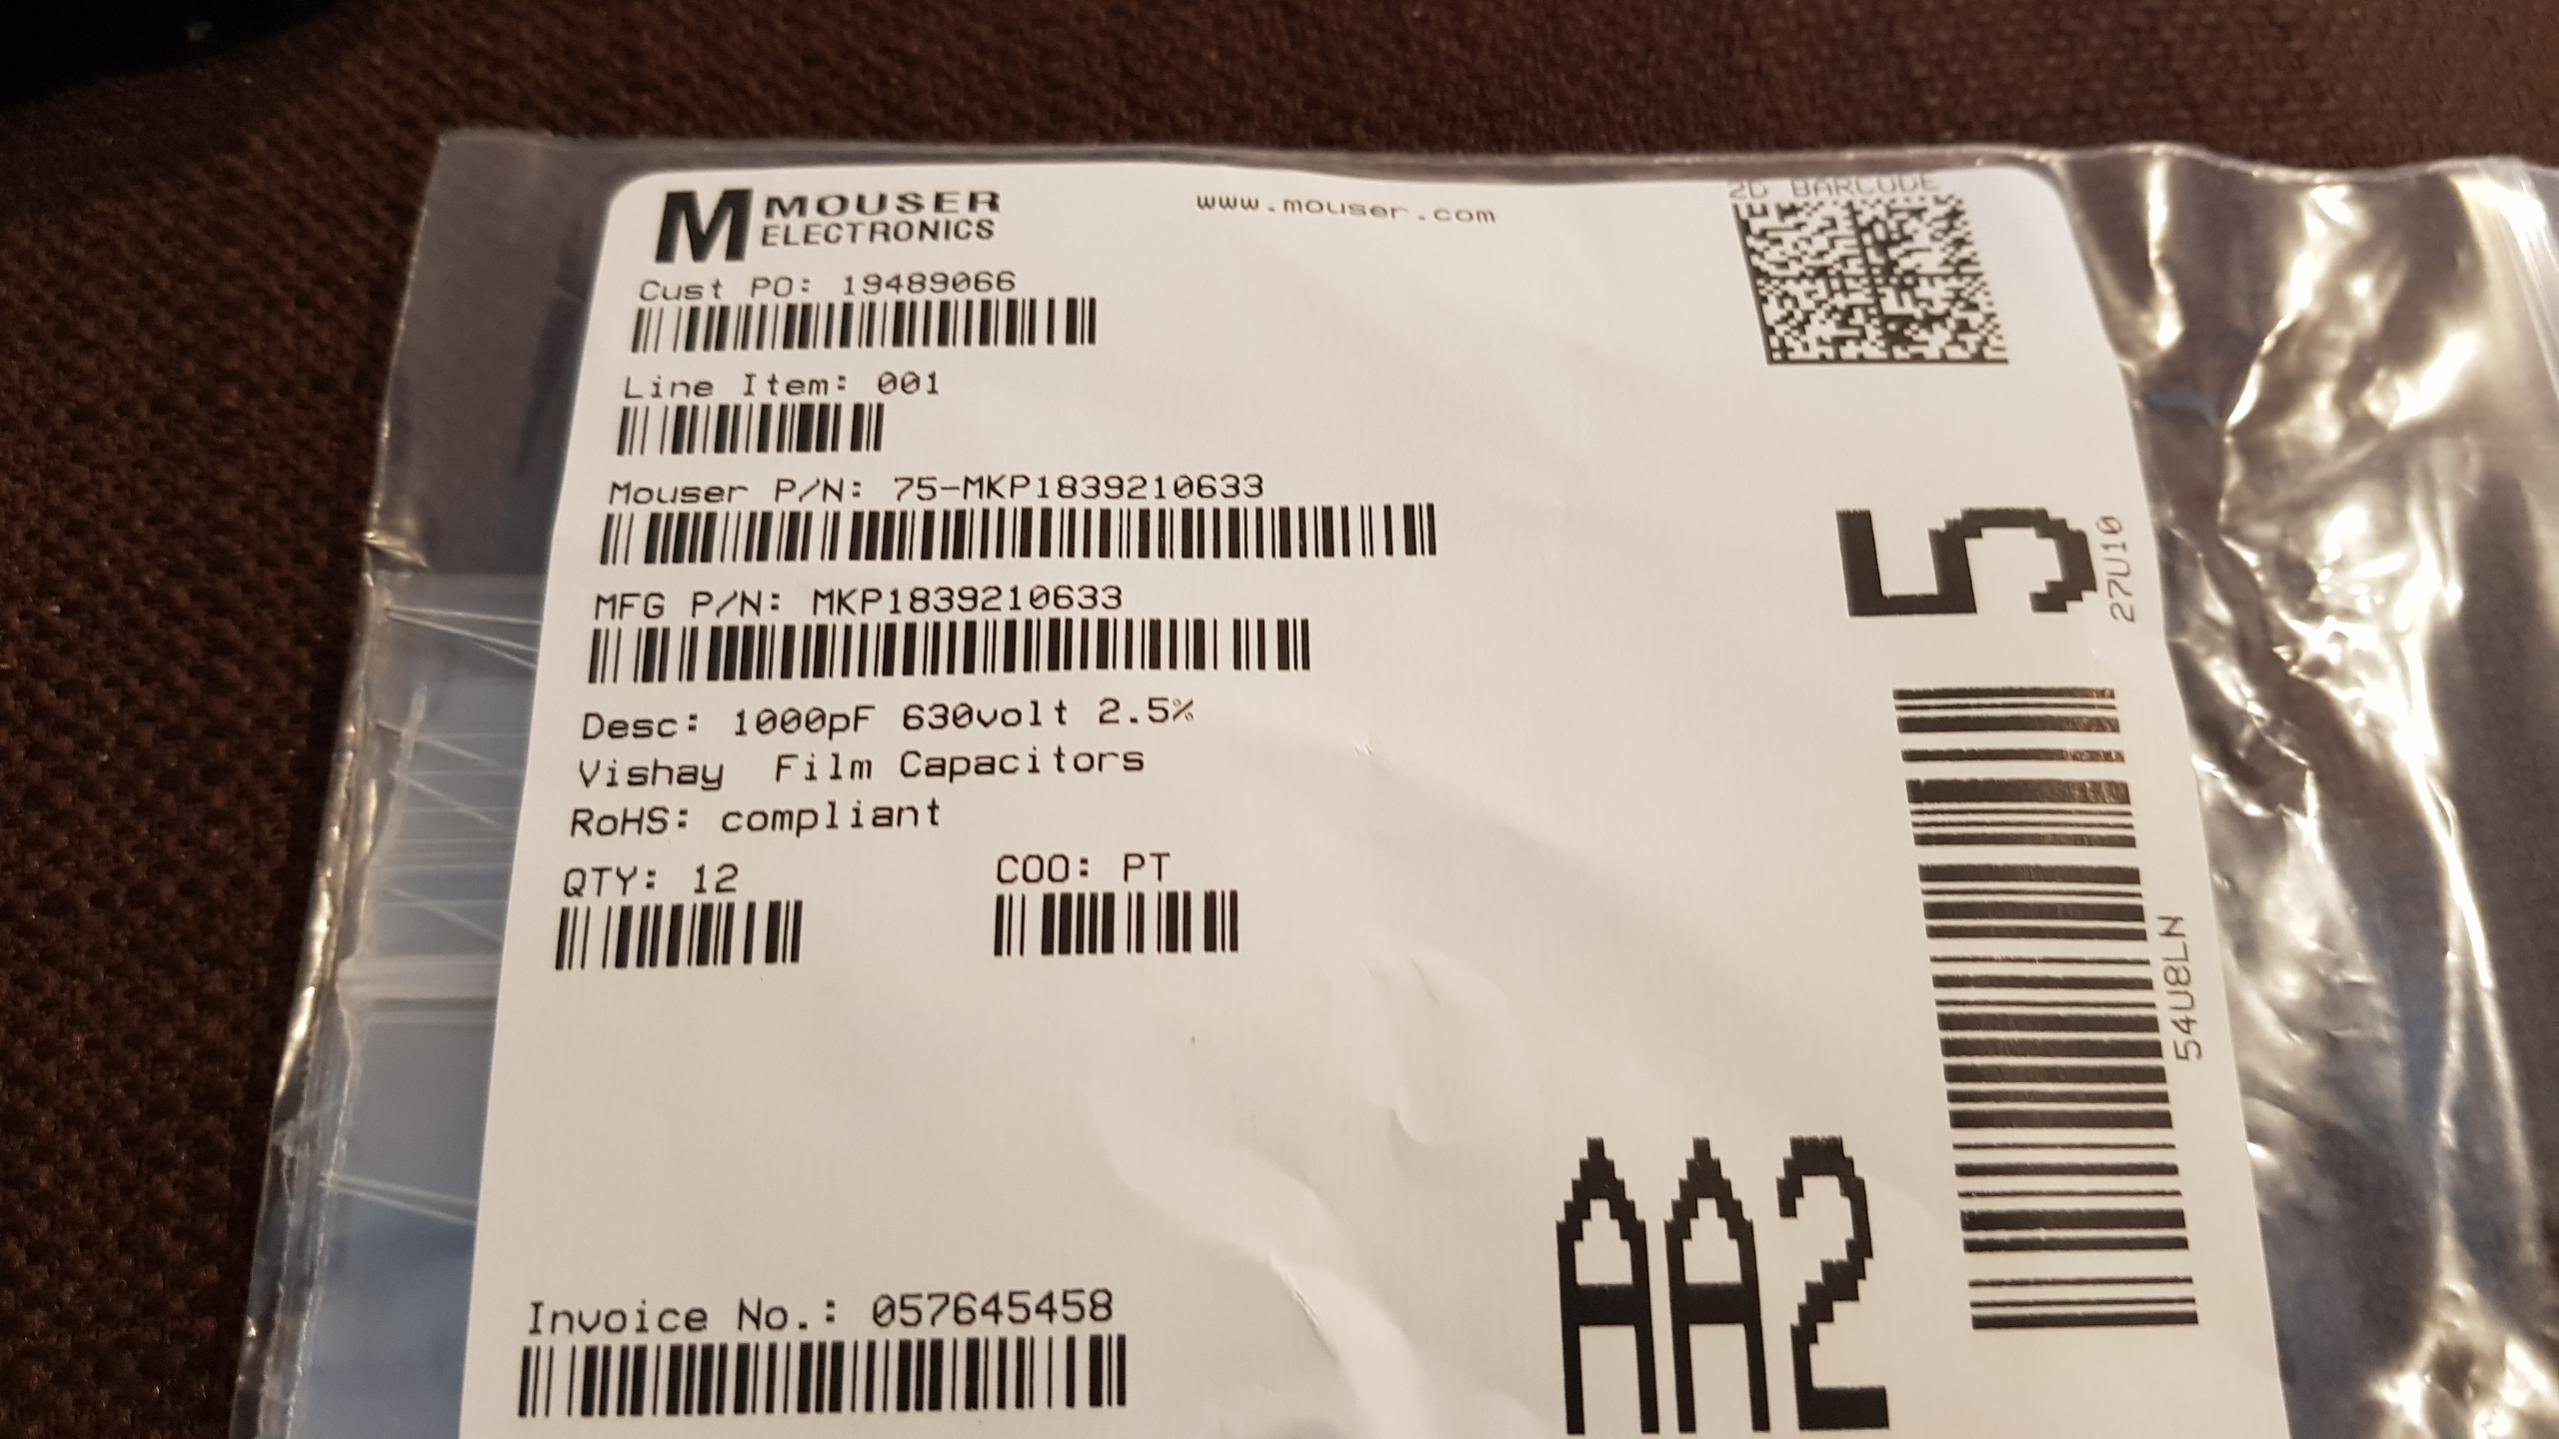 MOUSER
ELECTRONICS
www.mouser.com
2D BARCODE
Cust PO: 19489066
Line Item: 001
Mouser P/N: 75-MKP1839210633
MFG P/N: MKP1839210633
Desc: 1000pF 630volt 2.5%
Vishay Film Capacitors
RoHS: compliant
QTY: 12 COO: PT
Invoice No.: 057645458
5
27U10
54U8LN
AA2